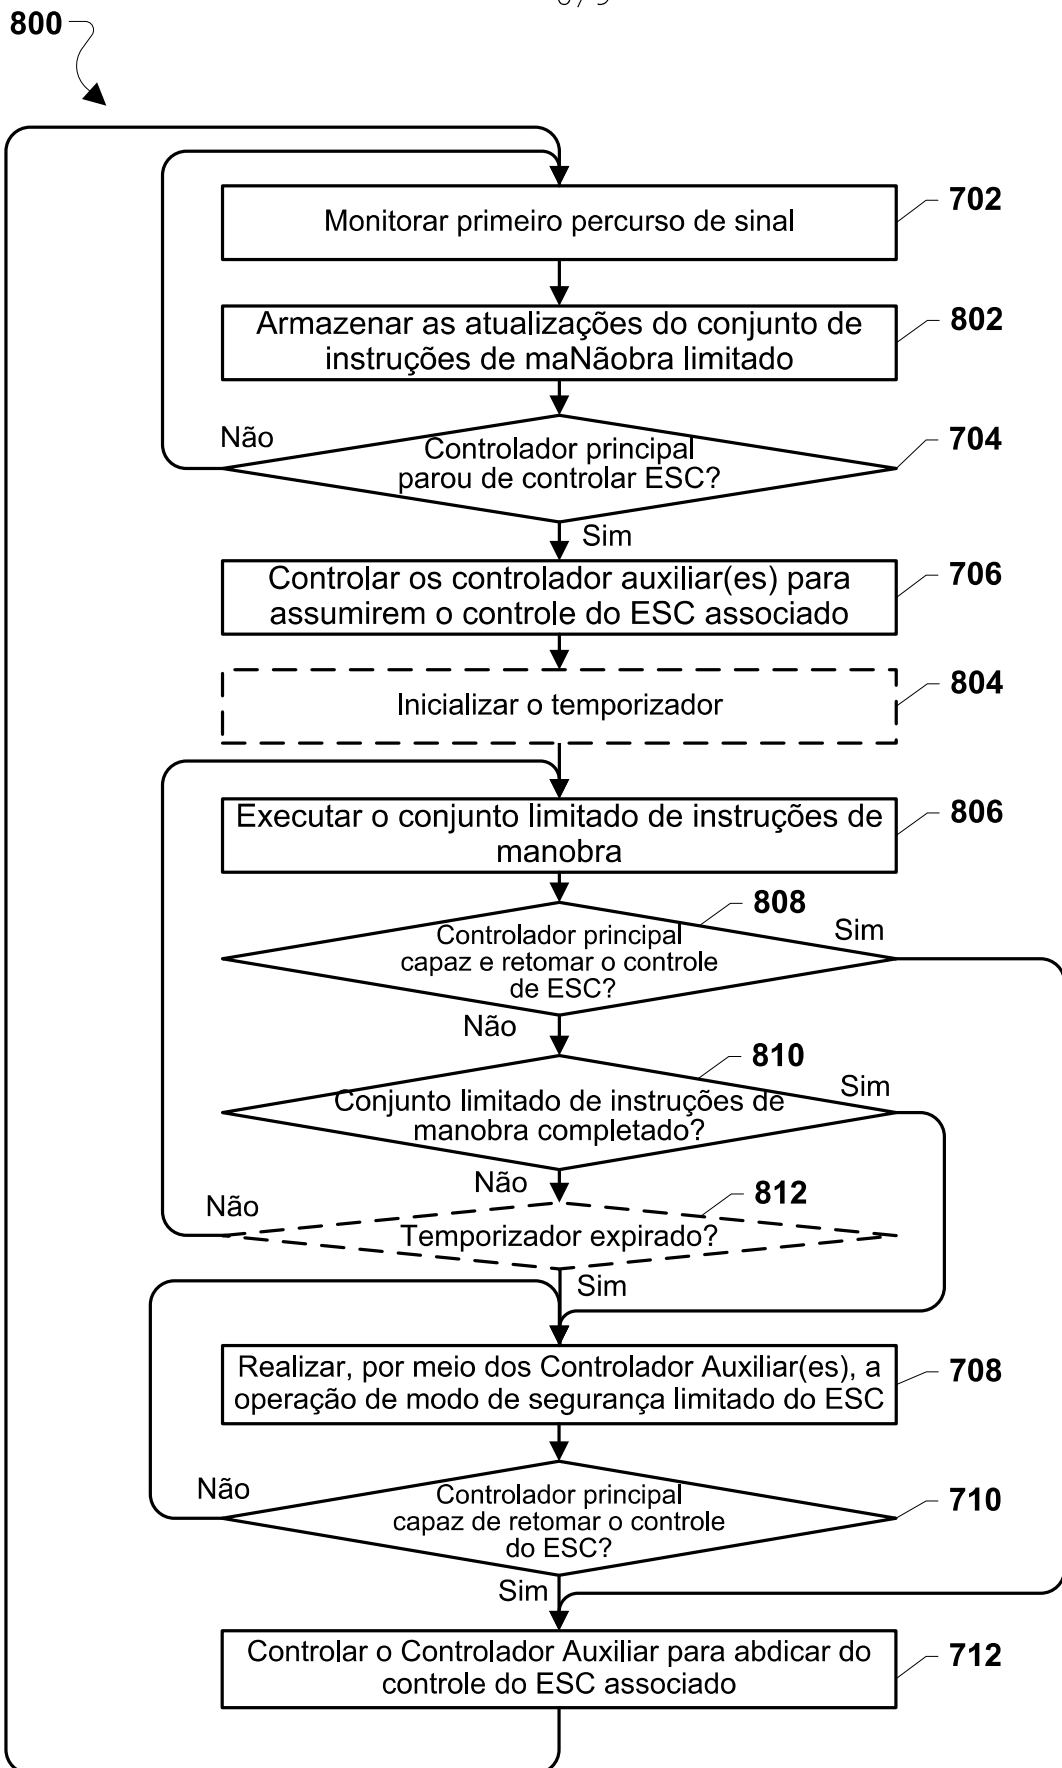 800
Monitorar primeiro percurso de sinal
702
Armazenar as atualizações do conjunto de
instruções de maNãobra limitado
802
Não
Controlador principal
parou de controlar ESC?
704
Sim
Controlar os controlador auxiliar(es) para
assumirem o controle do ESC associado
706
Inicializar o temporizador
804
Executar o conjunto limitado de instruções de
manobra
806
808
Controlador principal
capaz e retomar o controle
de ESC?
Sim
Não
810
Conjunto limitado de instruções de
manobra completado?
Sim
Não
812
Não
Temporizador expirado?
Sim
Realizar, por meio dos Controlador Auxiliar(es), a
operação de modo de segurança limitado do ESC
708
Não
Controlador principal
capaz de retomar o controle
do ESC?
710
Sim
Controlar o Controlador Auxiliar para abdicar do
controle do ESC associado
712